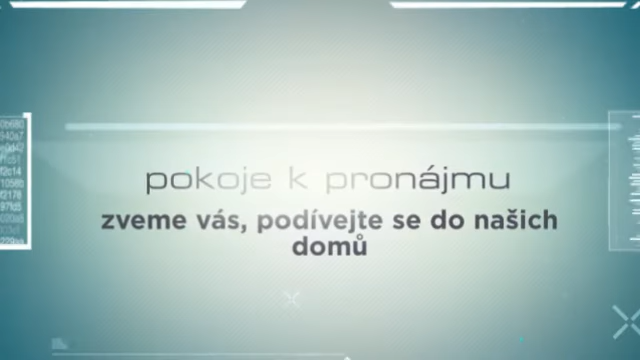 pokoje k pronájmu
zveme vás, podívejte se do našich
domů